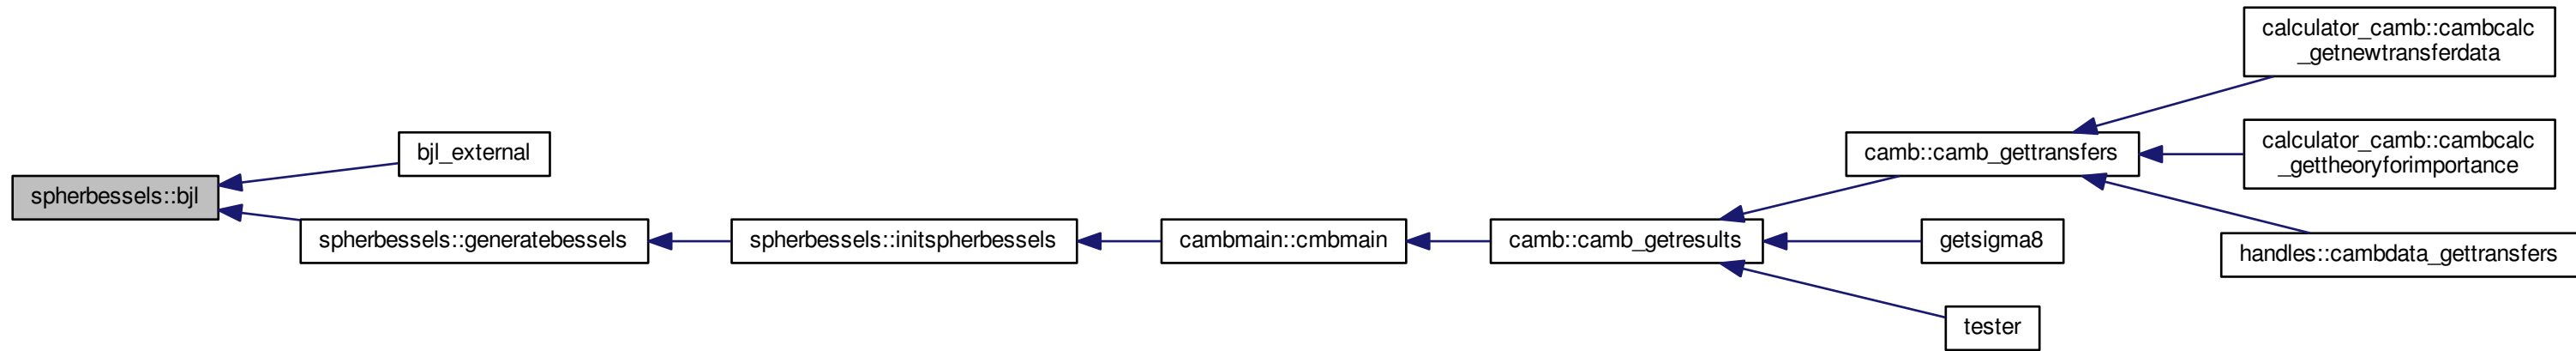 calculator_camb::cambcalc
_getnewtransferdata
bjl_external
camb::camb_gettransfers
calculator_camb::cambcalc
_gettheoryforimportance
spherbessels::bjl
spherbessels::generatebessels
spherbessels::initspherbessels
cambmain::cmbmain
camb::camb_getresults
getsigma8
handles::cambdata_gettransfers
tester